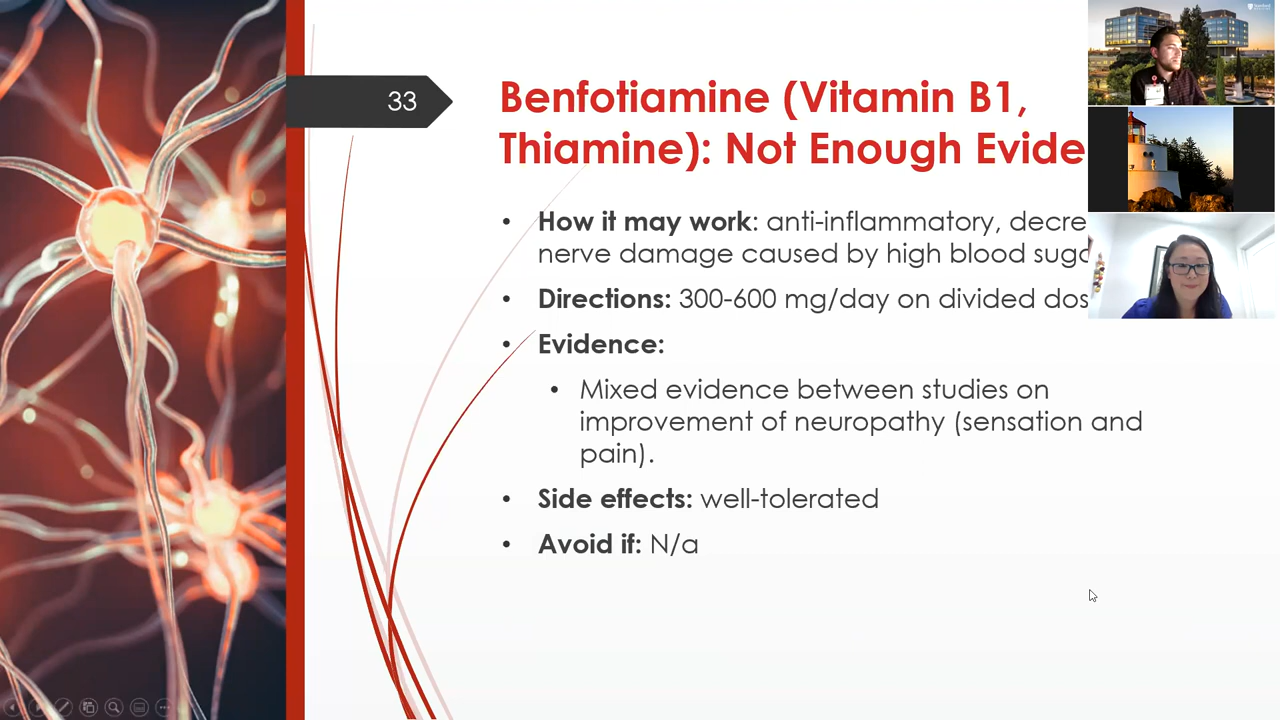 33
Benfotiamine (Vitamin B1,
Thiamine): Not Enough
• How it may work: anti-inflammatory,
nerve damage caused by high blood
• Directions: 300-600 mg/day on divided
• Evidence:
• Mixed evidence between studies on
improvement of neuropathy (sensation and
pain).
• Side effects: well-tolerated
• Avoid if: N/a